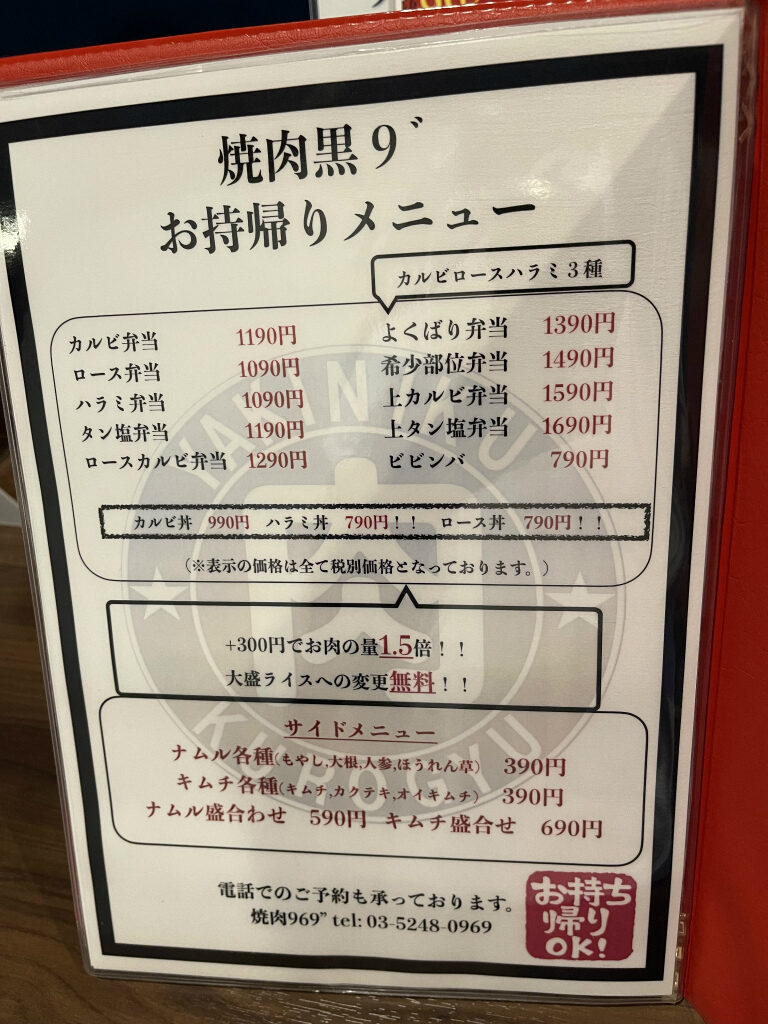 焼肉黒９゛
お持帰りメニュー
カルビロースハラミ３種
カルビ弁当 1190円
ロース弁当 1090円
ハラミ弁当 1090円
タン塩弁当 1190円
ロースカルビ弁当 1290円
よくばり弁当 1390円
希少部位弁当 1490円
上カルビ弁当 1590円
上タン塩弁当 1690円
ビビンバ 790円
カルビ丼 990円 ハラミ丼 790円！！ ロース丼 790円！！
（※表示の価格は全て税別価格となっております。）
+300円でお肉の量1.5倍！！
大盛ライスへの変更無料！！
サイドメニュー
ナムル各種(もやし,大根,人参,ほうれん草) 390円
キムチ各種(キムチ,カクテキ,オイキムチ) 390円
ナムル盛合わせ 590円 キムチ盛合せ 690円
電話でのご予約も承っております。
焼肉969” tel: 03-5248-0969
お持ち
帰り
OK!
YAKINIKU
肉
KUROGYU